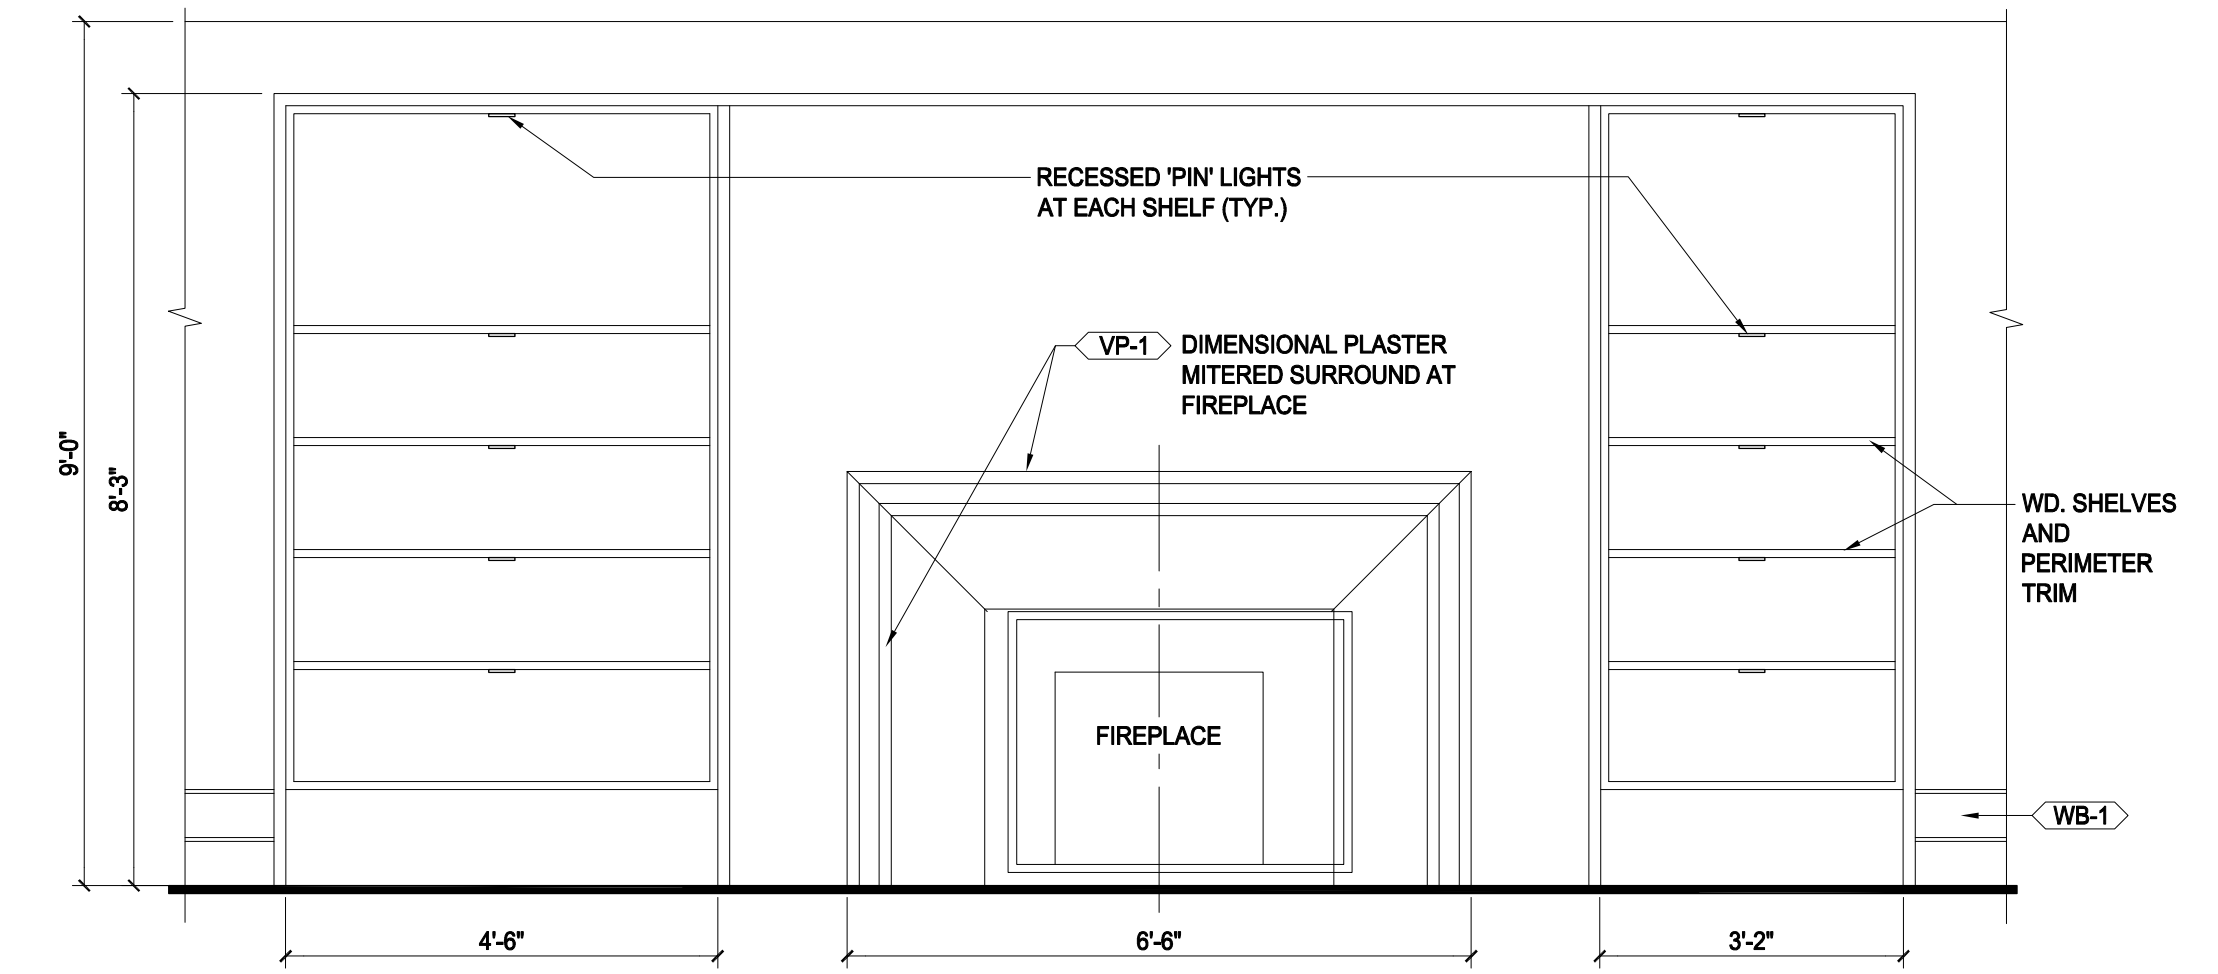 RECESSED 'PIN' LIGHTS
AT EACH SHELF (TYP.)
VP-1
DIMENSIONAL PLASTER
MITERED SURROUND AT
FIREPLACE
9'-0"
8'-3"
WD. SHELVES
AND
PERIMETER
TRIM
FIREPLACE
WB-1
4'-6"
6'-6"
3'-2"